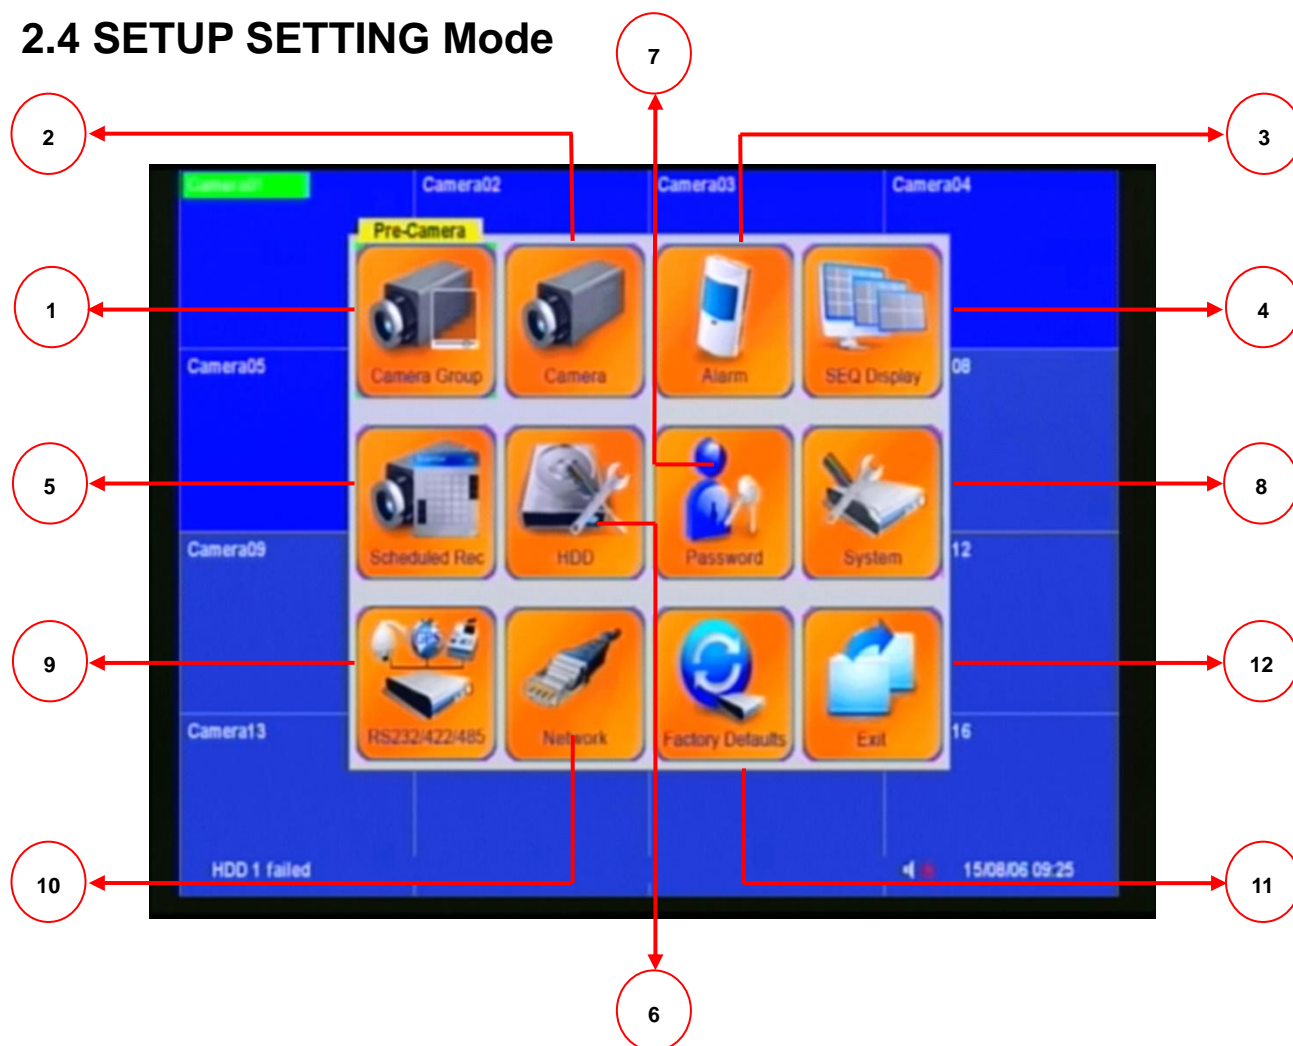 2.4 SETUP SETTING Mode
7
2
3
Camera01
Camera02
Camera03
Camera04
Pre-Camera
1
4
Camera Group
Camera
Alarm
SEQ Display
Camera05
08
5
8
Scheduled Rec
HDD
Password
System
Camera09
12
9
12
RS232/422/485
Network
Factory Defaults
Exit
Camera13
16
HDD 1 failed
15/08/06 09:25
10
11
6